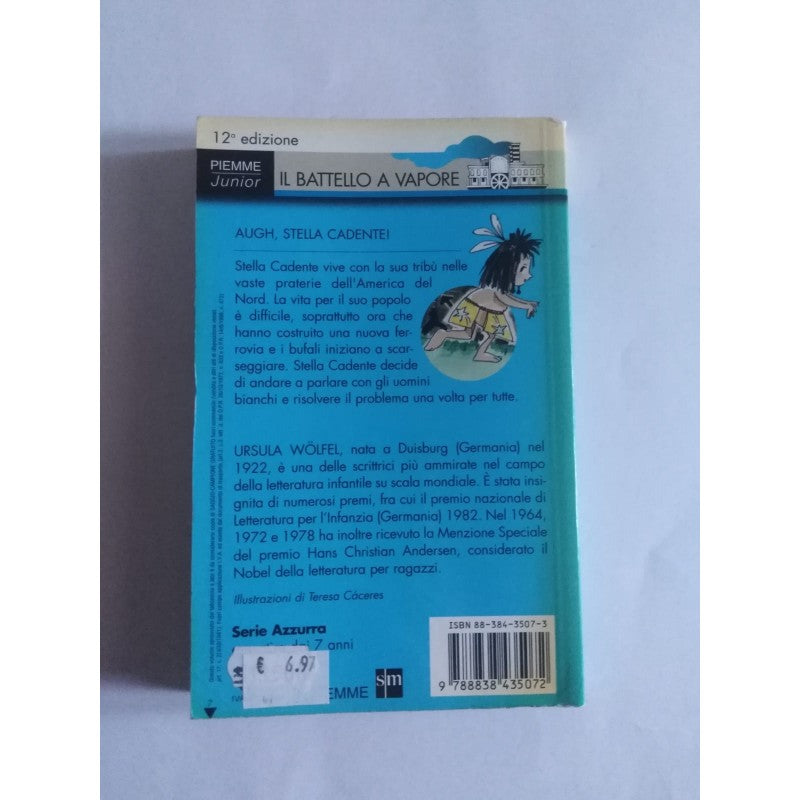 12ª edizione
PIEMME
Junior
IL BATTELLO A VAPORE
AUGH, STELLA CADENTE!
Stella Cadente vive con la sua tribù nelle
vaste praterie dell'America del
Nord. La vita per il suo popolo
è difficile, soprattutto ora che
hanno costruito una nuova fer-
rovia e i bufali iniziano a scar-
seggiare. Stella Cadente decide
di andare a parlare con gli uomini
bianchi e risolvere il problema una volta per tutte.
URSULA WÖLFEL, nata a Duisburg (Germania) nel
1922, è una delle scrittrici più ammirate nel campo
della letteratura infantile su scala mondiale. È stata insi-
gnita di numerosi premi, fra cui il premio nazionale di
Letteratura per l'Infanzia (Germania) 1982. Nel 1964,
1972 e 1978 ha inoltre ricevuto la Menzione Speciale
del premio Hans Christian Andersen, considerato il
Nobel della letteratura per ragazzi.
Illustrazioni di Teresa Cáceres
Serie Azzurra
7 anni
€ 6.97
EMME
sm
ISBN 88-384-3507-3
9 788838 435072